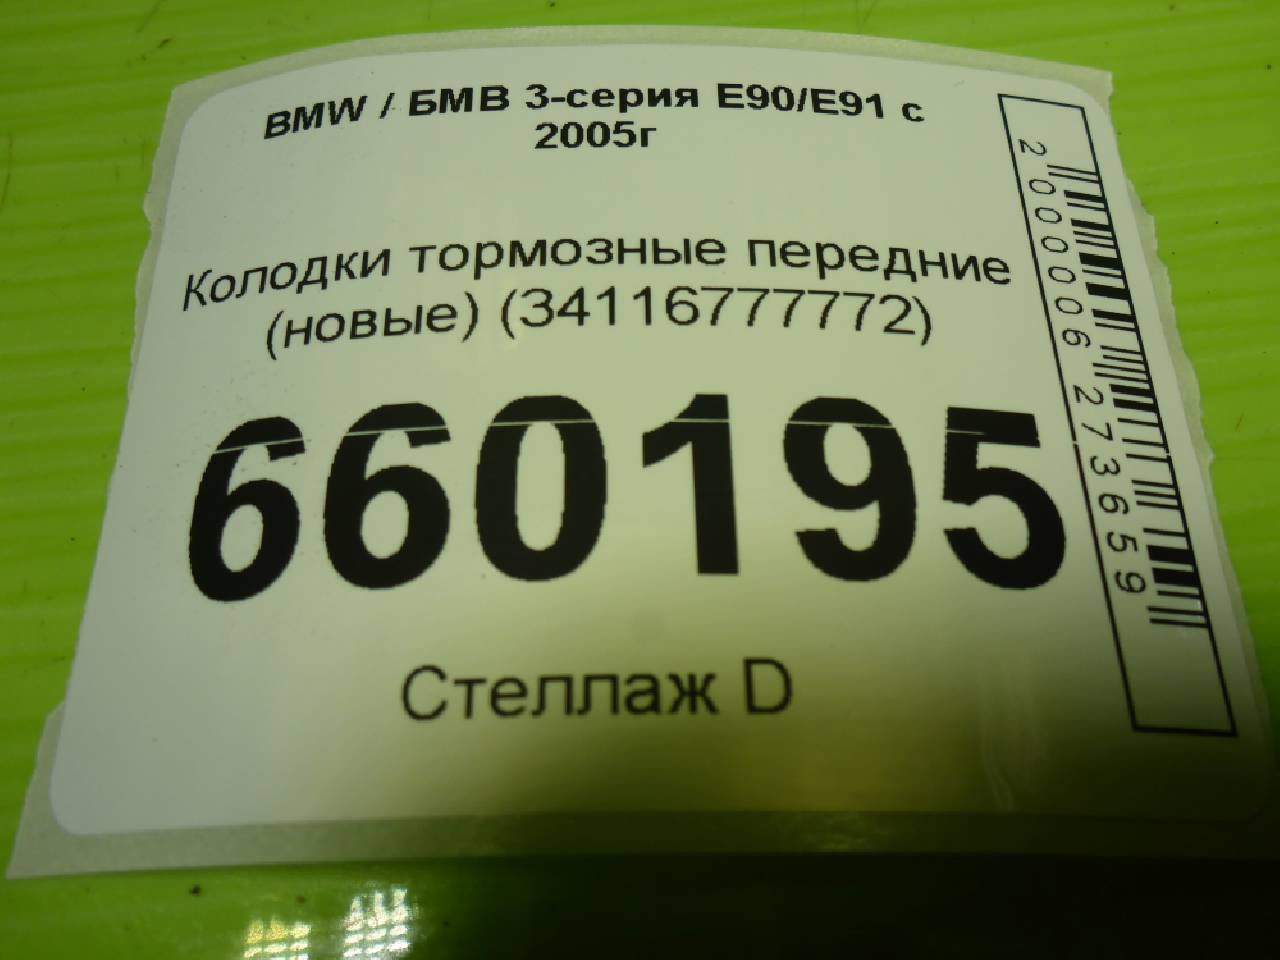 BMW / БМВ 3-серия E90/E91 с
2005г
Колодки тормозные передние
(новые) (34116777772)
660195
Стеллаж D
2000006273659